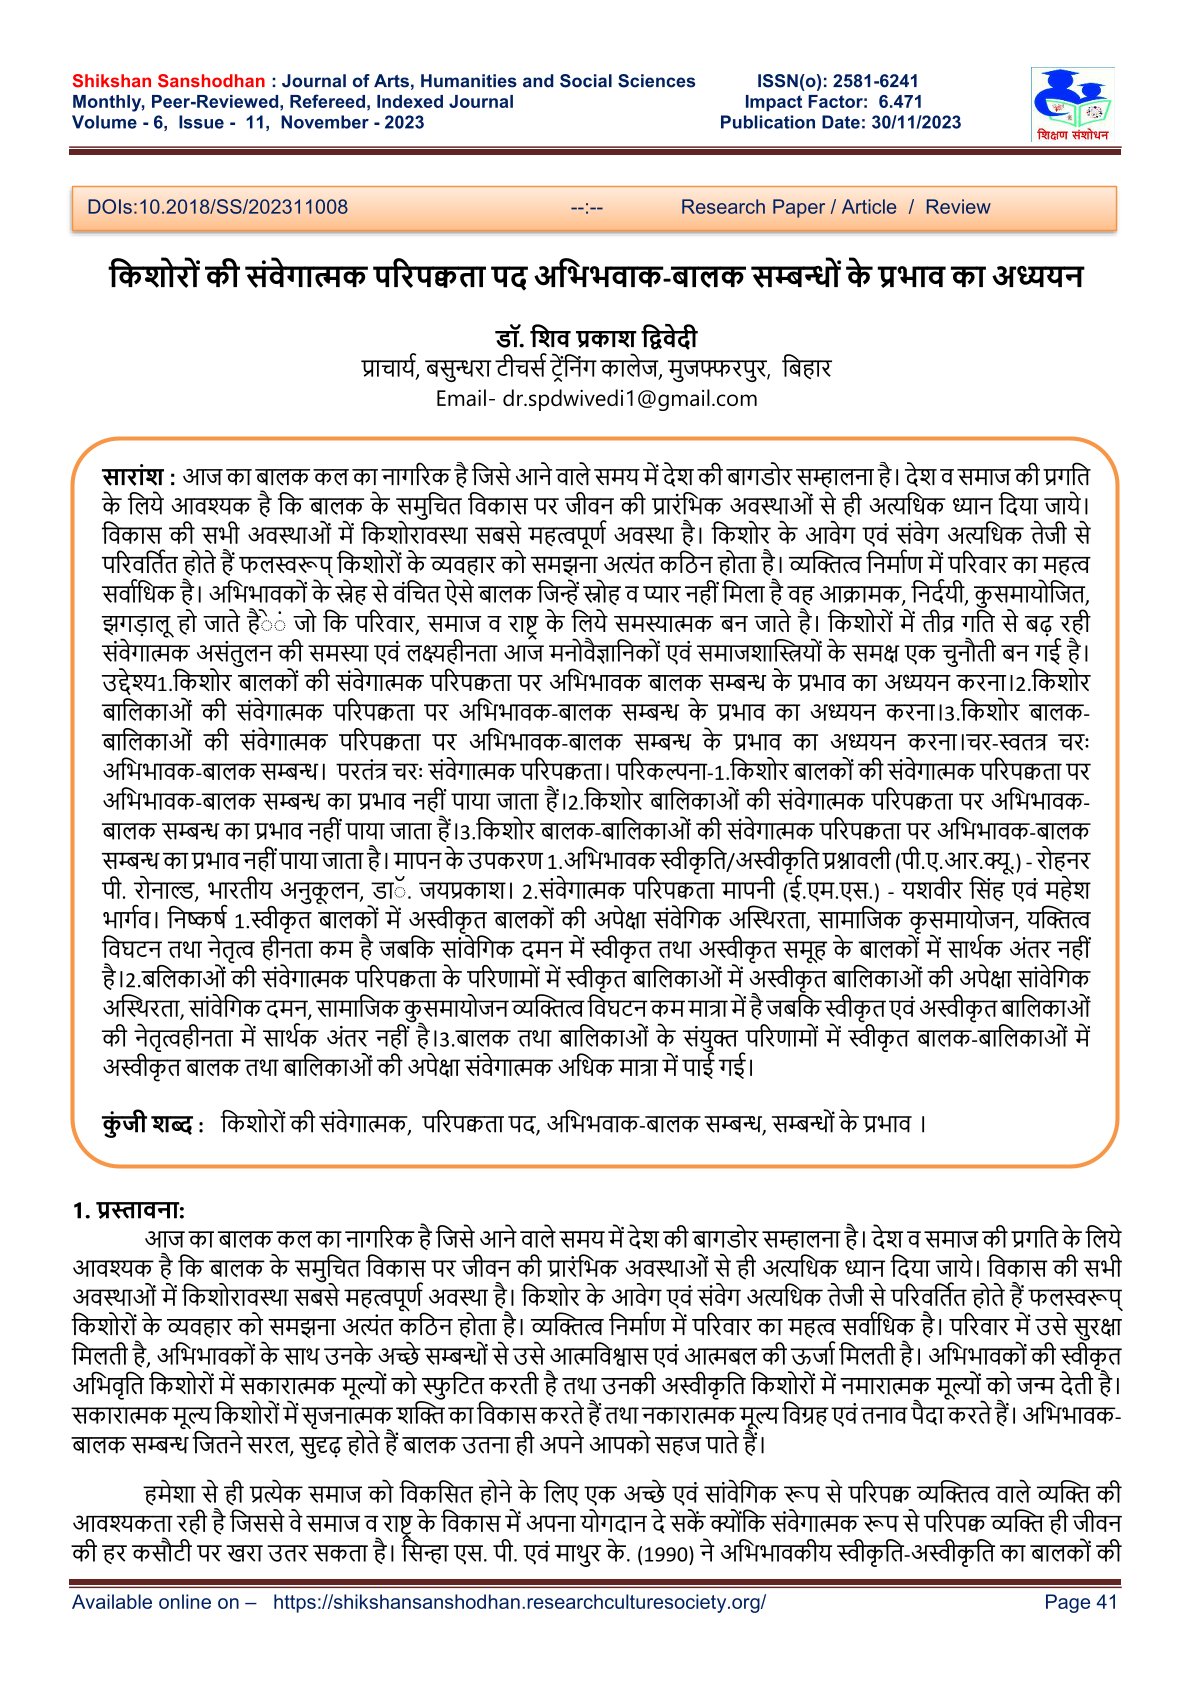 Shikshan Sanshodhan : Journal of Arts, Humanities and Social Sciences ISSN(o): 2581-6241
Monthly, Peer-Reviewed, Refereed, Indexed Journal Impact Factor: 6.471
Volume - 6, Issue - 11, November - 2023 Publication Date: 30/11/2023
शिक्षण संशोधन
DOIs:10.2018/SS/202311008 --:-- Research Paper / Article / Review
किशोरों की संवेगात्मक परिपक्वता पद अभिभवाक-बालक सम्बन्धों के प्रभाव का अध्ययन
डॉ. शिव प्रकाश द्विवेदी
प्राचार्य, बसुन्धरा टीचर्स ट्रेंनिंग कालेज, मुजफ्फरपुर, बिहार
Email- dr.spdwivedi1@gmail.com
सारांश : आज का बालक कल का नागरिक है जिसे आने वाले समय में देश की बागडोर सम्हालना है। देश व समाज की प्रगति
के लिये आवश्यक है कि बालक के समुचित विकास पर जीवन की प्रारंभिक अवस्थाओं से ही अत्यधिक ध्यान दिया जाये।
विकास की सभी अवस्थाओं में किशोरावस्था सबसे महत्वपूर्ण अवस्था है। किशोर के आवेग एवं संवेग अत्यधिक तेजी से
परिवर्तित होते हैं फलस्वरूप् किशोरों के व्यवहार को समझना अत्यंत कठिन होता है। व्यक्तित्व निर्माण में परिवार का महत्व
सर्वाधिक है। अभिभावकों के स्नेह से वंचित ऐसे बालक जिन्हें स्नोह व प्यार नहीं मिला है वह आक्रामक, निर्दयी, कुसमायोजित,
झगड़ालू हो जाते हैंें जो कि परिवार, समाज व राष्ट्र के लिये समस्यात्मक बन जाते है। किशोरों में तीव्र गति से बढ़ रही
संवेगात्मक असंतुलन की समस्या एवं लक्ष्यहीनता आज मनोवैज्ञानिकों एवं समाजशास्त्रियों के समक्ष एक चुनौती बन गई है।
उद्देश्य1.किशोर बालकों की संवेगात्मक परिपक्वता पर अभिभावक बालक सम्बन्ध के प्रभाव का अध्ययन करना।2.किशोर
बालिकाओं की संवेगात्मक परिपक्वता पर अभिभावक-बालक सम्बन्ध के प्रभाव का अध्ययन करना।3.किशोर बालक-
बालिकाओं की संवेगात्मक परिपक्वता पर अभिभावक-बालक सम्बन्ध के प्रभाव का अध्ययन करना।चर-स्वतत्र चरः
अभिभावक-बालक सम्बन्ध। परतंत्र चरः संवेगात्मक परिपक्वता। परिकल्पना-1.किशोर बालकों की संवेगात्मक परिपक्वता पर
अभिभावक-बालक सम्बन्ध का प्रभाव नहीं पाया जाता हैं।2.किशोर बालिकाओं की संवेगात्मक परिपक्वता पर अभिभावक-
बालक सम्बन्ध का प्रभाव नहीं पाया जाता हैं।3.किशोर बालक-बालिकाओं की संवेगात्मक परिपक्वता पर अभिभावक-बालक
सम्बन्ध का प्रभाव नहीं पाया जाता है। मापन के उपकरण 1.अभिभावक स्वीकृति/अस्वीकृति प्रश्नावली (पी.ए.आर.क्यू.) - रोहनर
पी. रोनाल्ड, भारतीय अनुकूलन, डाॅ. जयप्रकाश। 2.संवेगात्मक परिपक्वता मापनी (ई.एम.एस.) - यशवीर सिंह एवं महेश
भार्गव। निष्कर्ष 1.स्वीकृत बालकों में अस्वीकृत बालकों की अपेक्षा संवेगिक अस्थिरता, सामाजिक कृसमायोजन, यक्तित्व
विघटन तथा नेतृत्व हीनता कम है जबकि सांवेगिक दमन में स्वीकृत तथा अस्वीकृत समूह के बालकों में सार्थक अंतर नहीं
है।2.बलिकाओं की संवेगात्मक परिपक्वता के परिणामों में स्वीकृत बालिकाओं में अस्वीकृत बालिकाओं की अपेक्षा सांवेगिक
अस्थिरता, सांवेगिक दमन, सामाजिक कुसमायोजन व्यक्तित्व विघटन कम मात्रा में है जबकि स्वीकृत एवं अस्वीकृत बालिकाओं
की नेतृत्वहीनता में सार्थक अंतर नहीं है।3.बालक तथा बालिकाओं के संयुक्त परिणामों में स्वीकृत बालक-बालिकाओं में
अस्वीकृत बालक तथा बालिकाओं की अपेक्षा संवेगात्मक अधिक मात्रा में पाई गई।
कुंजी शब्द : किशोरों की संवेगात्मक, परिपक्वता पद, अभिभवाक-बालक सम्बन्ध, सम्बन्धों के प्रभाव ।
1. प्रस्तावना:
आज का बालक कल का नागरिक है जिसे आने वाले समय में देश की बागडोर सम्हालना है। देश व समाज की प्रगति के लिये
आवश्यक है कि बालक के समुचित विकास पर जीवन की प्रारंभिक अवस्थाओं से ही अत्यधिक ध्यान दिया जाये। विकास की सभी
अवस्थाओं में किशोरावस्था सबसे महत्वपूर्ण अवस्था है। किशोर के आवेग एवं संवेग अत्यधिक तेजी से परिवर्तित होते हैं फलस्वरूप्
किशोरों के व्यवहार को समझना अत्यंत कठिन होता है। व्यक्तित्व निर्माण में परिवार का महत्व सर्वाधिक है। परिवार में उसे सुरक्षा
मिलती है, अभिभावकों के साथ उनके अच्छे सम्बन्धों से उसे आत्मविश्वास एवं आत्मबल की ऊर्जा मिलती है। अभिभावकों की स्वीकृत
अभिवृति किशोरों में सकारात्मक मूल्यों को स्फुटित करती है तथा उनकी अस्वीकृति किशोरों में नमारात्मक मूल्यों को जन्म देती है।
सकारात्मक मूल्य किशोरों में सृजनात्मक शक्ति का विकास करते हैं तथा नकारात्मक मूल्य विग्रह एवं तनाव पैदा करते हैं। अभिभावक-
बालक सम्बन्ध जितने सरल, सुदृढ़ होते हैं बालक उतना ही अपने आपको सहज पाते हैं।
हमेशा से ही प्रत्येक समाज को विकसित होने के लिए एक अच्छे एवं सांवेगिक रूप से परिपक्व व्यक्तित्व वाले व्यक्ति की
आवश्यकता रही है जिससे वे समाज व राष्ट्र के विकास में अपना योगदान दे सकें क्योंकि संवेगात्मक रूप से परिपक्व व्यक्ति ही जीवन
की हर कसौटी पर खरा उतर सकता है। सिन्हा एस. पी. एवं माथुर के. (1990) ने अभिभावकीय स्वीकृति-अस्वीकृति का बालकों की
Available online on – https://shikshansanshodhan.researchculturesociety.org/ Page 41